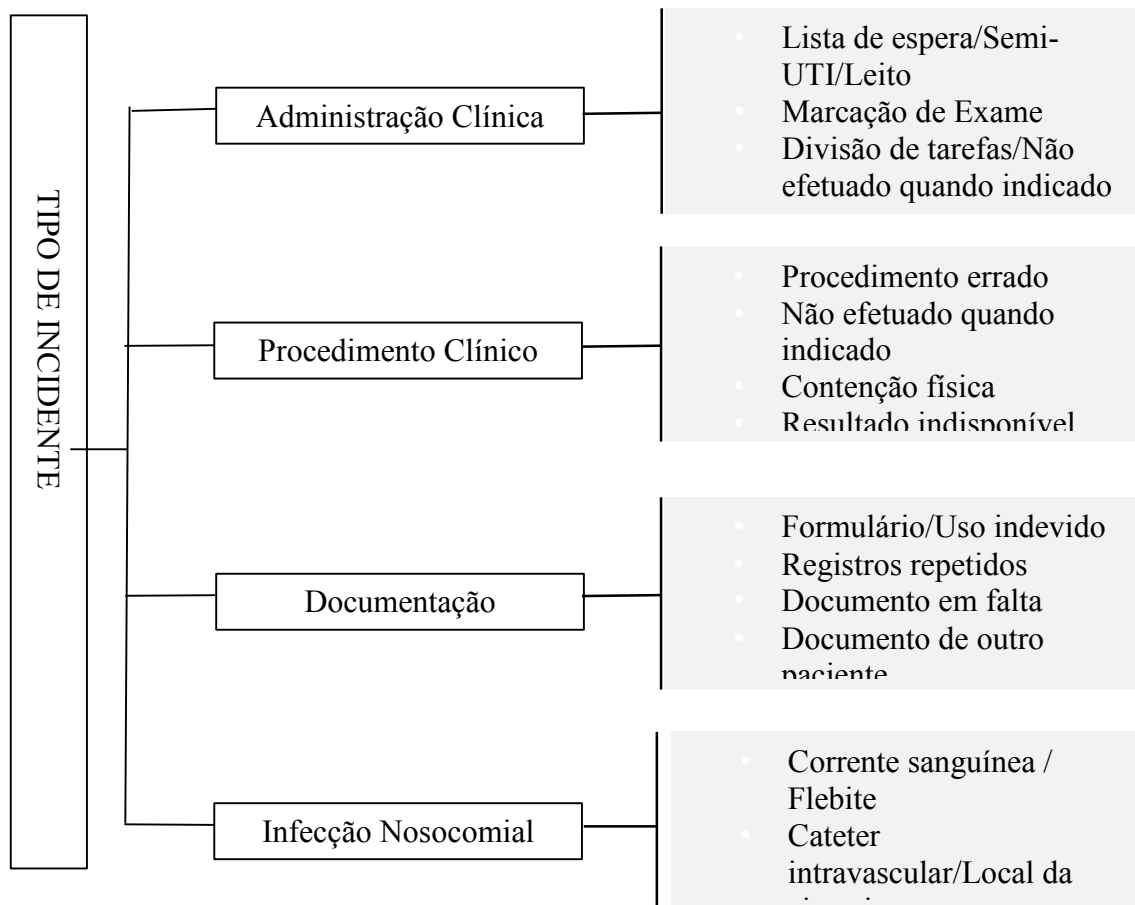 TIPO DE INCIDENTE
Administração Clínica
Lista de espera/Semi-
UTI/Leito
Marcação de Exame
Divisão de tarefas/Não
efetuado quando indicado
Procedimento Clínico
Procedimento errado
Não efetuado quando
indicado
Contenção física
Resultado indisponível
Documentação
Formulário/Uso indevido
Registros repetidos
Documento em falta
Documento de outro
paciente
Infecção Nosocomial
Corrente sanguínea /
Flebite
Cateter
intravascular/Local da